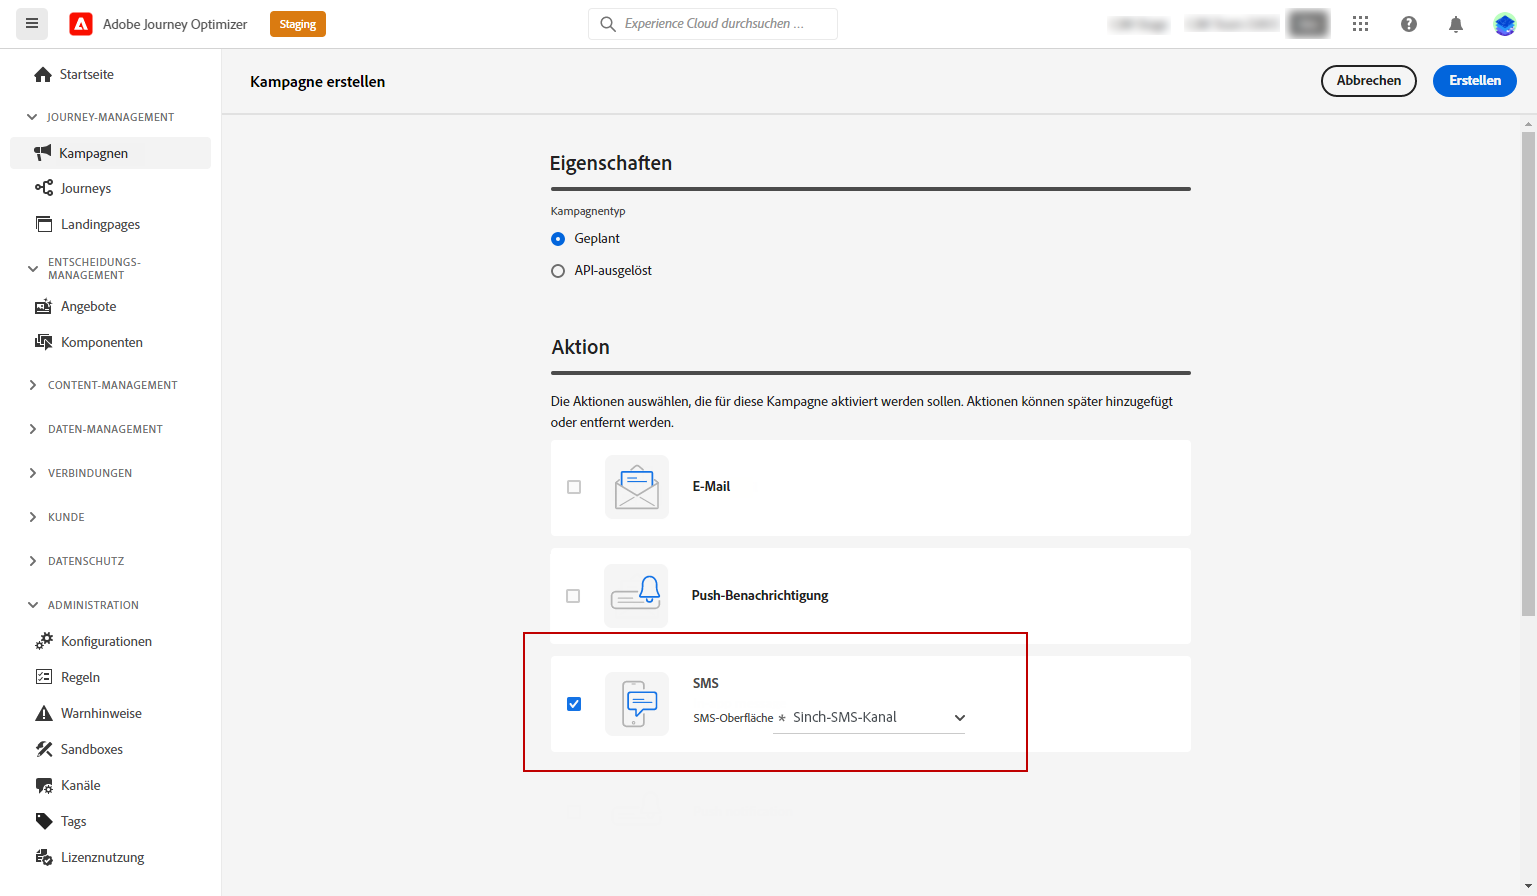 Adobe Journey Optimizer
Staging
Experience Cloud durchsuchen ...
Startseite
JOURNEY-MANAGEMENT
Kampagnen
Journeys
Landingpages
ENTSCHEIDUNGS-
MANAGEMENT
Angebote
Komponenten
CONTENT-MANAGEMENT
DATEN-MANAGEMENT
VERBINDUNGEN
KUNDE
DATENSCHUTZ
ADMINISTRATION
Konfigurationen
Regeln
Warnhinweise
Sandboxes
Kanäle
Tags
Lizenznutzung
Kampagne erstellen
Abbrechen
Erstellen
Eigenschaften
Kampagnentyp
Geplant
API-ausgelöst
Aktion
Die Aktionen auswählen, die für diese Kampagne aktiviert werden sollen. Aktionen können später hinzugefügt
oder entfernt werden.
E-Mail
Push-Benachrichtigung
SMS
SMS-Oberfläche * Sinch-SMS-Kanal